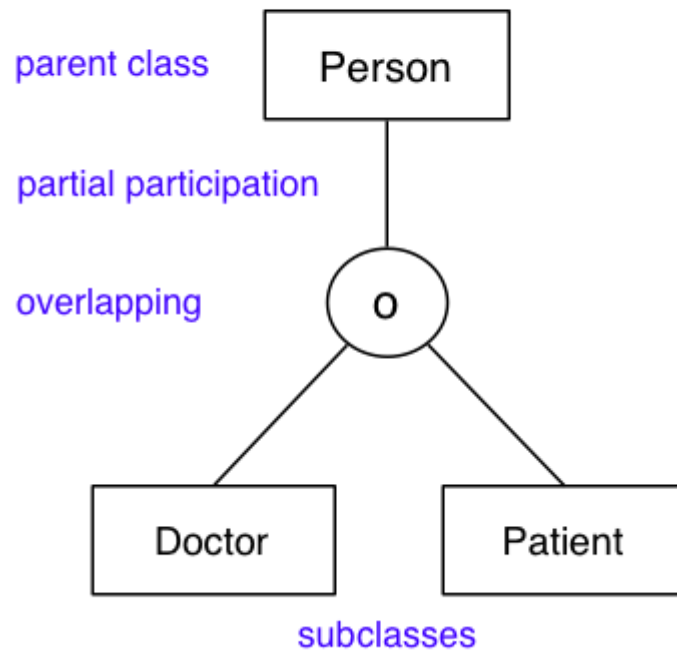 parent class
Person
partial participation
overlapping
o
Doctor
Patient
subclasses